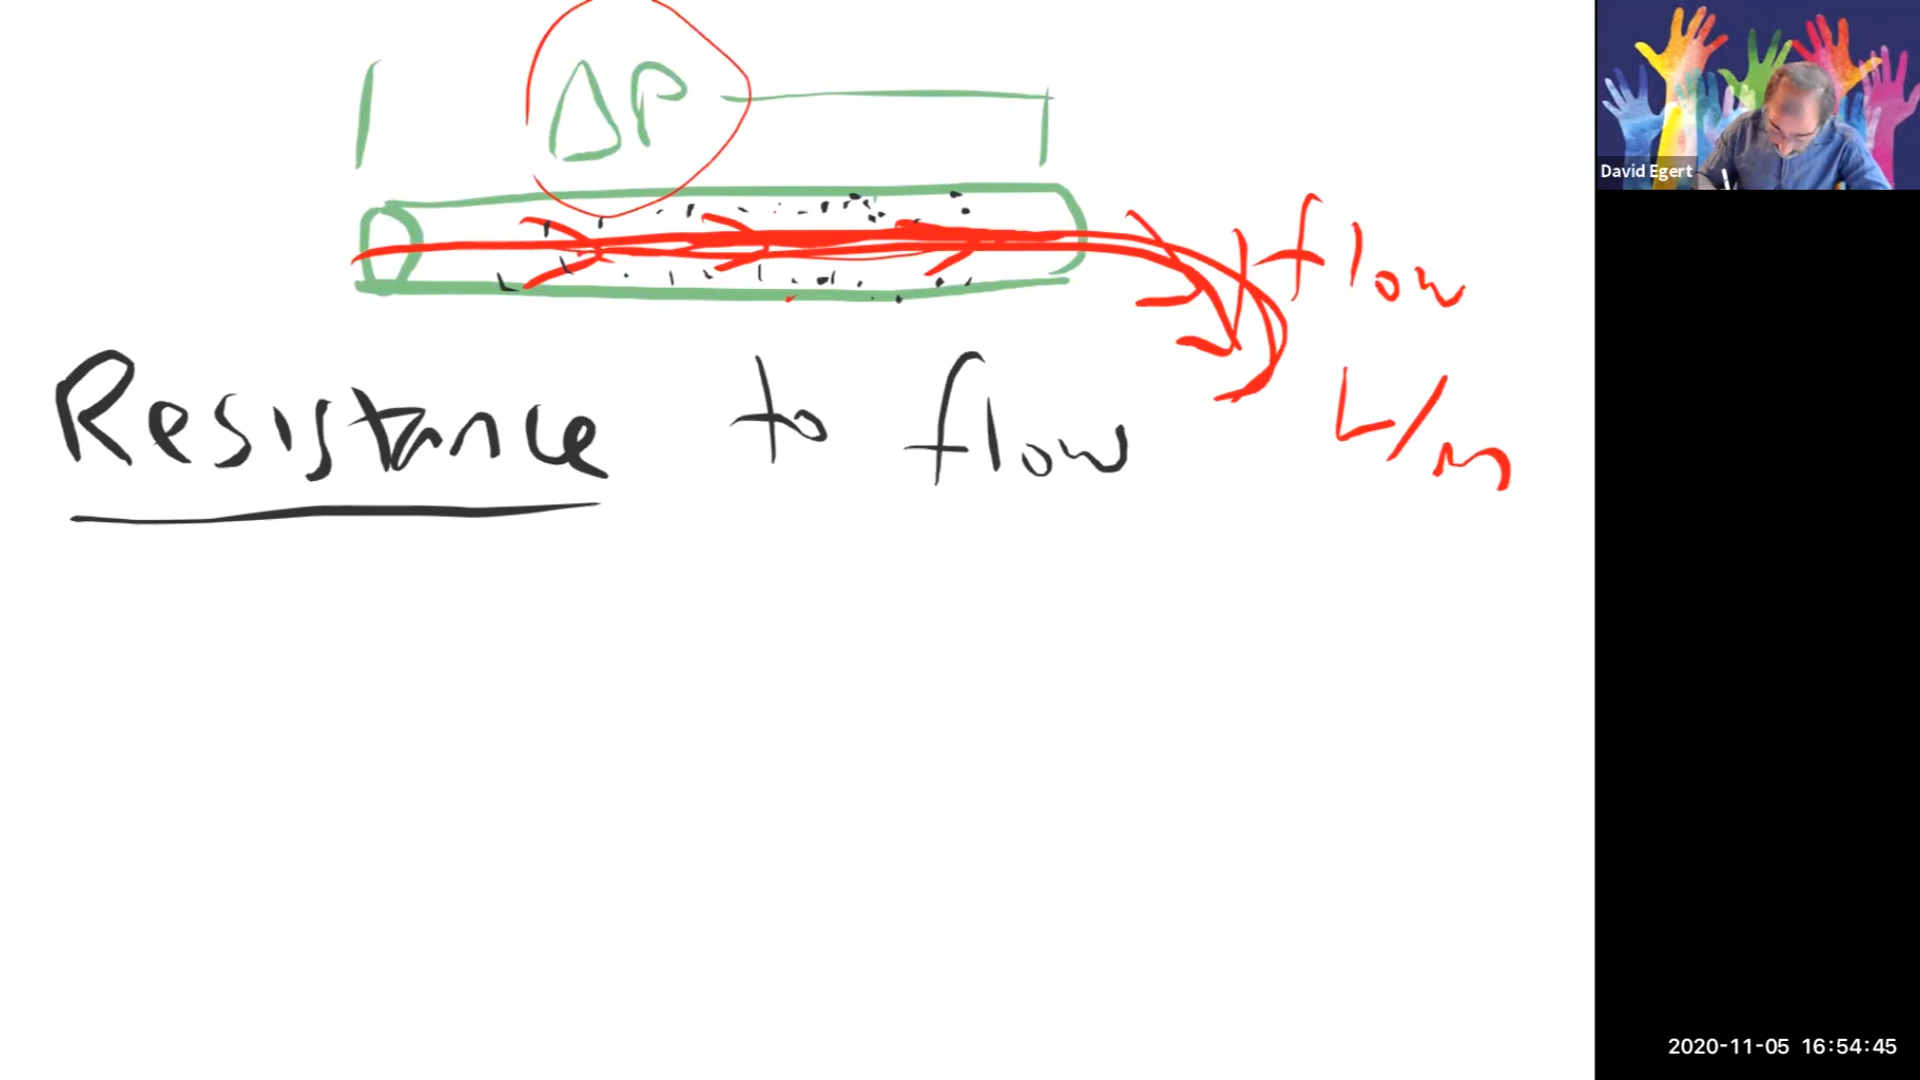 ΔP
David Egert
flow
Resistance to flow
L/m
2020-11-05 16:54:45